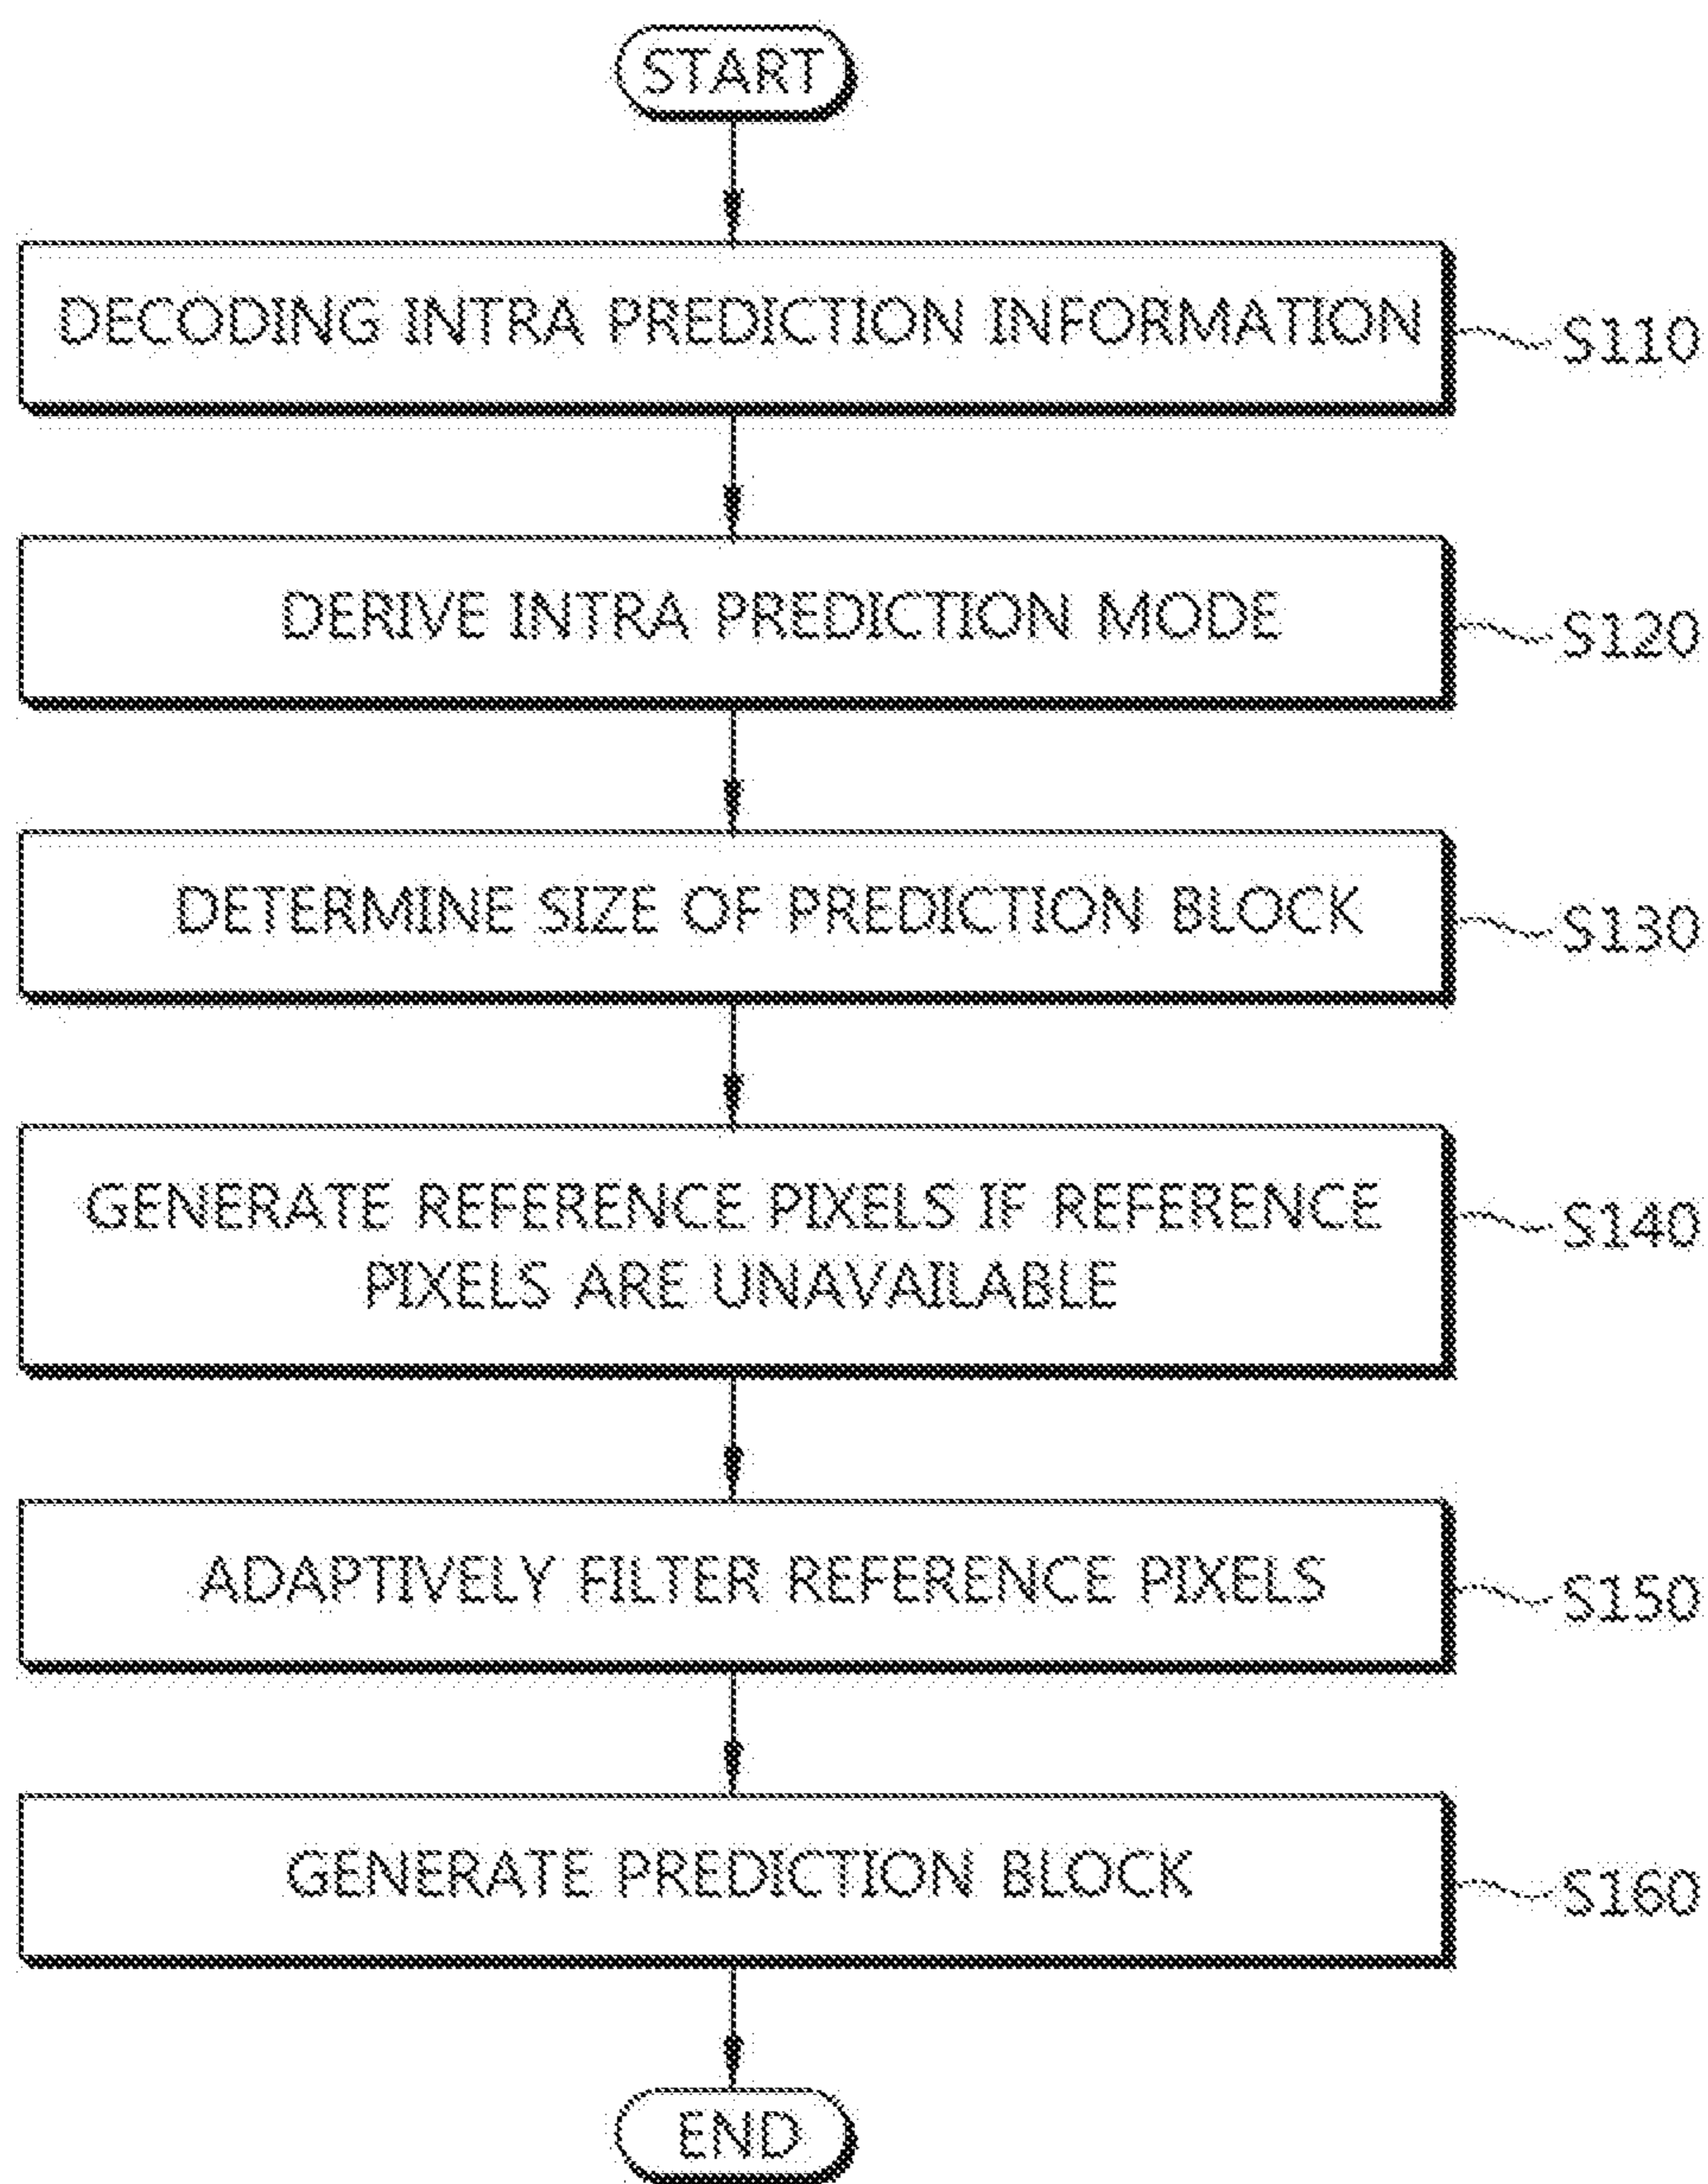 START
DECODING INTRA PREDICTION INFORMATION
S110
DERIVE INTRA PREDICTION MODE
S120
DETERMINE SIZE OF PREDICTION BLOCK
S130
GENERATE REFERENCE PIXELS IF REFERENCE
PIXELS ARE UNAVAILABLE
S140
ADAPTIVELY FILTER REFERENCE PIXELS
S150
GENERATE PREDICTION BLOCK
S160
END